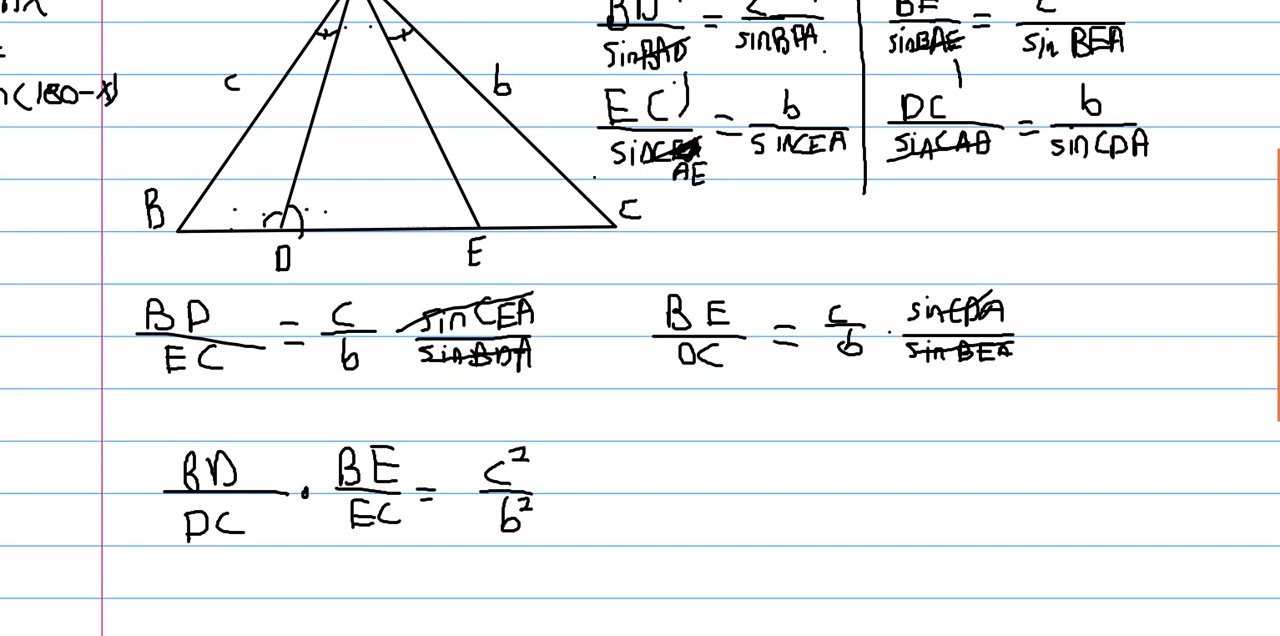 BD/sinBAD = c/sinBDA.
BE/sinBAE = c/sin BEA
n(180-x)
c
b
EC/sinCAE = b/sinCEA
DC/sinCAD = b/sinCDA
B
C
D
E
BD/EC = c/b sinCEA/sinBDA
BE/DC = c/b · sinCDA/sinBEA
BD/DC · BE/EC = c²/b²